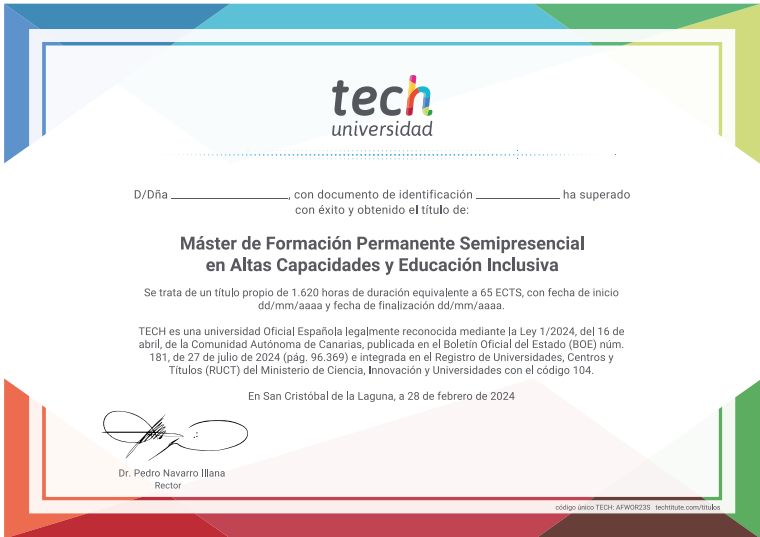 tech
universidad
D/Dña ____________________, con documento de identificación ______________ ha superado
con éxito y obtenido el título de:
Máster de Formación Permanente Semipresencial
en Altas Capacidades y Educación Inclusiva
Se trata de un título propio de 1.620 horas de duración equivalente a 65 ECTS, con fecha de inicio
dd/mm/aaaa y fecha de finalización dd/mm/aaaa.
TECH es una universidad Oficial Española legalmente reconocida mediante la Ley 1/2024, del 16 de
abril, de la Comunidad Autónoma de Canarias, publicada en el Boletín Oficial del Estado (BOE) núm.
181, de 27 de julio de 2024 (pág. 96.369) e integrada en el Registro de Universidades, Centros y
Títulos (RUCT) del Ministerio de Ciencia, Innovación y Universidades con el código 104.
En San Cristóbal de la Laguna, a 28 de febrero de 2024
Dr. Pedro Navarro Illana
Rector
código único TECH: AFWOR23S techtitute.com/titulos